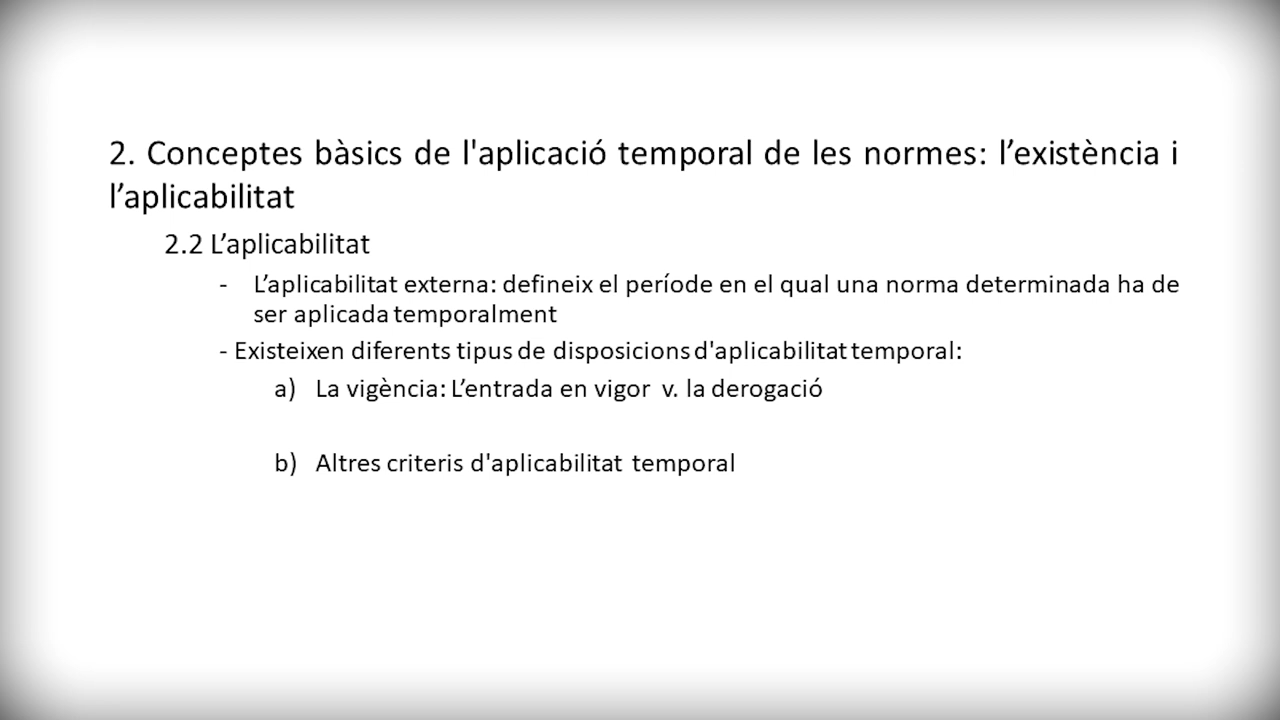 2. Conceptes bàsics de l'aplicació temporal de les normes: l’existència i
l’aplicabilitat
2.2 L’aplicabilitat
- L’aplicabilitat externa: defineix el període en el qual una norma determinada ha de
ser aplicada temporalment
- Existeixen diferents tipus de disposicions d'aplicabilitat temporal:
a) La vigència: L’entrada en vigor v. la derogació
b) Altres criteris d'aplicabilitat temporal